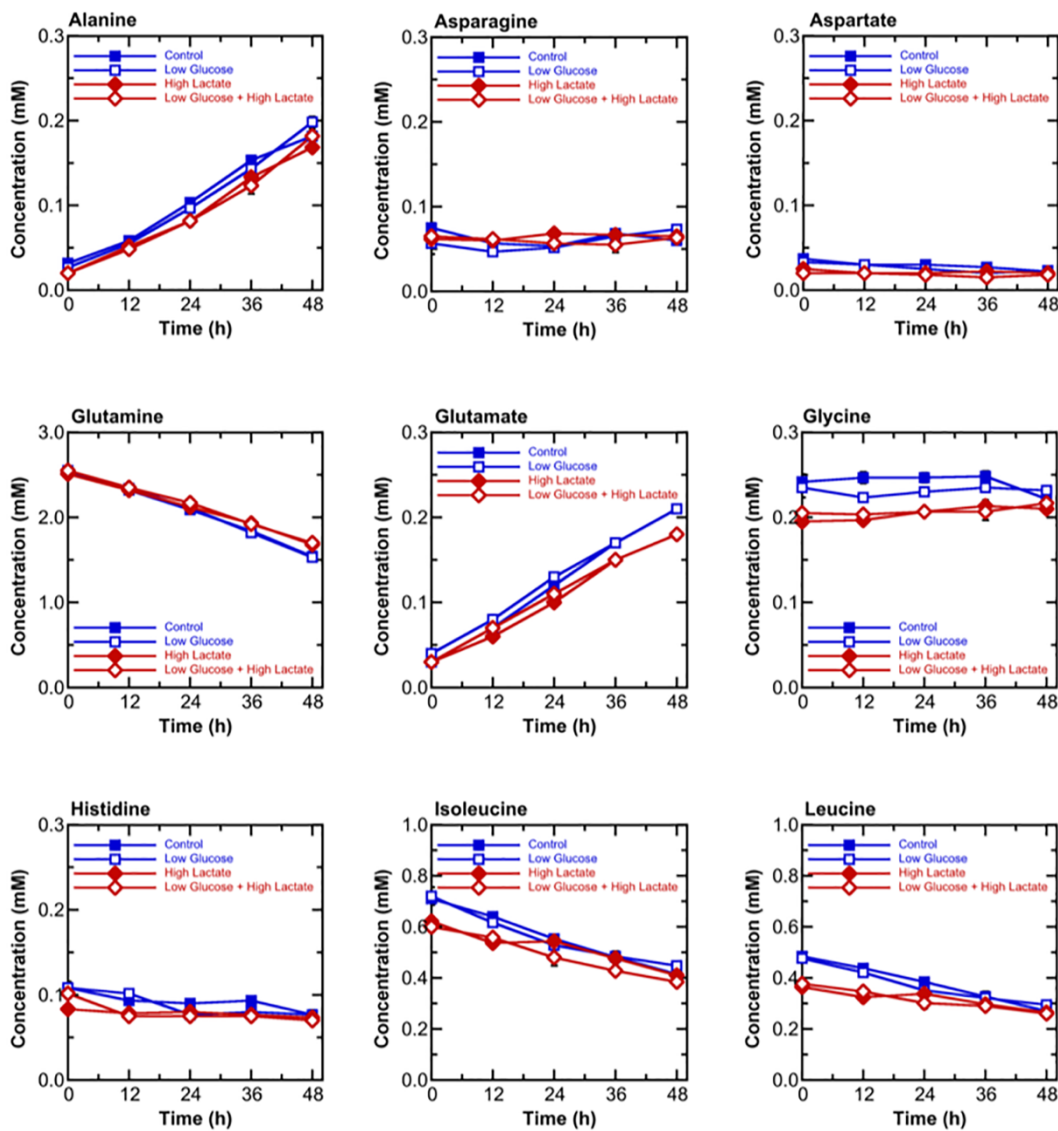 Alanine
Concentration (mM)
0.3
0.2
0.1
0.0
Control
Low Glucose
High Lactate
Low Glucose + High Lactate
0 12 24 36 48
Time (h)
Asparagine
Concentration (mM)
0.3
0.2
0.1
0.0
Control
Low Glucose
High Lactate
Low Glucose + High Lactate
0 12 24 36 48
Time (h)
Aspartate
Concentration (mM)
0.3
0.2
0.1
0.0
Control
Low Glucose
High Lactate
Low Glucose + High Lactate
0 12 24 36 48
Time (h)
Glutamine
Concentration (mM)
3.0
2.0
1.0
0.0
Control
Low Glucose
High Lactate
Low Glucose + High Lactate
0 12 24 36 48
Time (h)
Glutamate
Concentration (mM)
0.3
0.2
0.1
0.0
Control
Low Glucose
High Lactate
Low Glucose + High Lactate
0 12 24 36 48
Time (h)
Glycine
Concentration (mM)
0.3
0.2
0.1
0.0
Control
Low Glucose
High Lactate
Low Glucose + High Lactate
0 12 24 36 48
Time (h)
Histidine
Concentration (mM)
0.3
0.2
0.1
0.0
Control
Low Glucose
High Lactate
Low Glucose + High Lactate
0 12 24 36 48
Time (h)
Isoleucine
Concentration (mM)
1.0
0.8
0.6
0.4
0.2
0.0
Control
Low Glucose
High Lactate
Low Glucose + High Lactate
0 12 24 36 48
Time (h)
Leucine
Concentration (mM)
1.0
0.8
0.6
0.4
0.2
0.0
Control
Low Glucose
High Lactate
Low Glucose + High Lactate
0 12 24 36 48
Time (h)